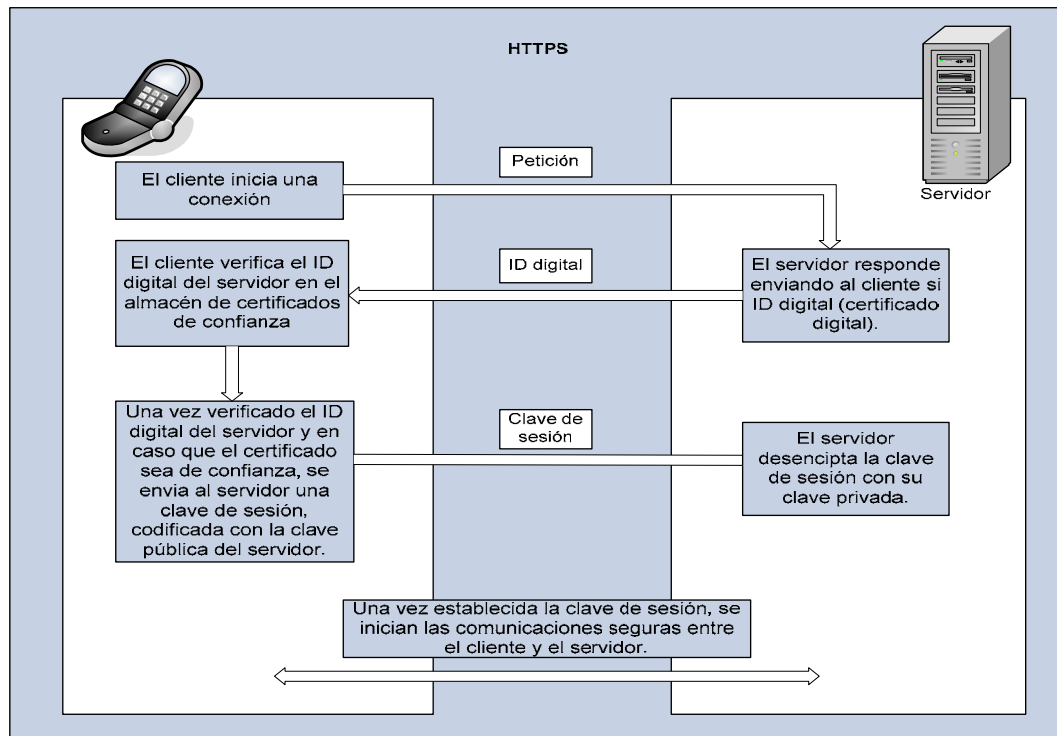 HTTPS
Servidor
Petición
El cliente inicia una
conexión
ID digital
El cliente verifica el ID
digital del servidor en el
almacén de certificados
de confianza
El servidor responde
enviando al cliente si
ID digital (certificado
digital).
Clave de
sesión
Una vez verificado el ID
digital del servidor y en
caso que el certificado
sea de confianza, se
envia al servidor una
clave de sesión,
codificada con la clave
pública del servidor.
El servidor
desencipta la clave
de sesión con su
clave privada.
Una vez establecida la clave de sesión, se
inician las comunicaciones seguras entre
el cliente y el servidor.